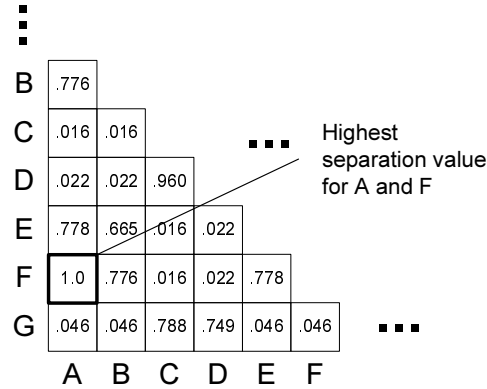 B .776
C .016 .016
Highest
separation value
for A and F
D .022 .022 .960
E .778 .665 .016 .022
F 1.0 .776 .016 .022 .778
G .046 .046 .788 .749 .046 .046
A B C D E F